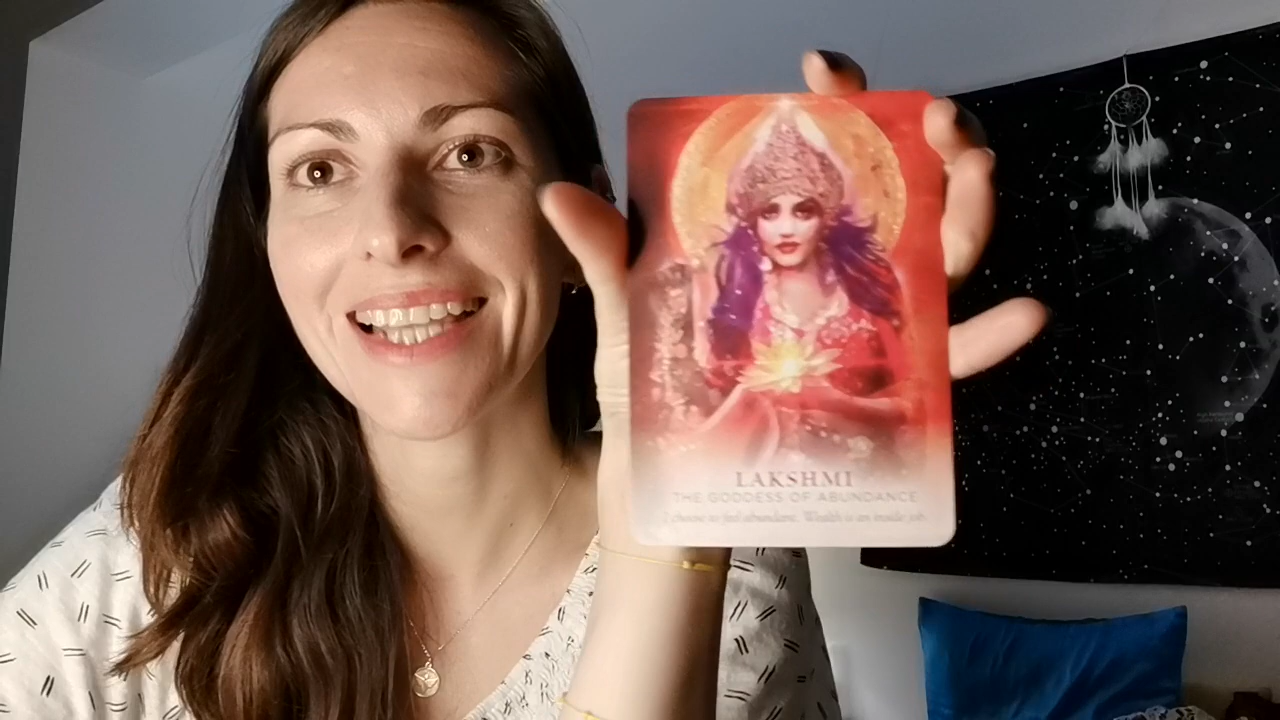 LAKSHMI
THE GODDESS OF ABUNDANCE
I choose to feel abundant. Wealth is an inside job.